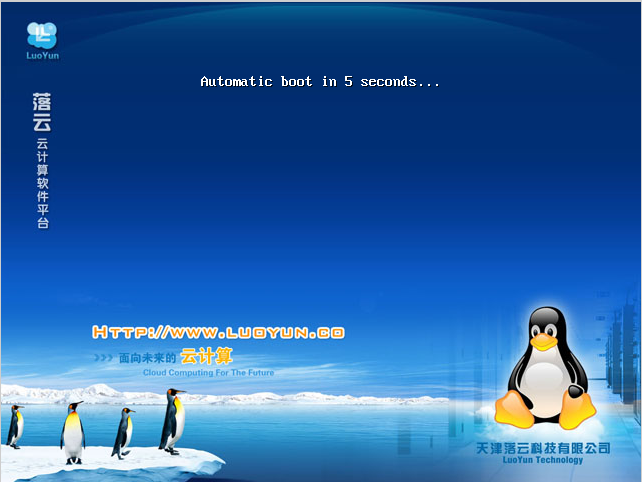 LuoYun
落云
云计算软件平台
Automatic boot in 5 seconds...
HTTP://WWW.LUOYUN.CO
>>> 面向未来的 云计算
Cloud Computing For The Future
天津落云科技有限公司
LuoYun Technology